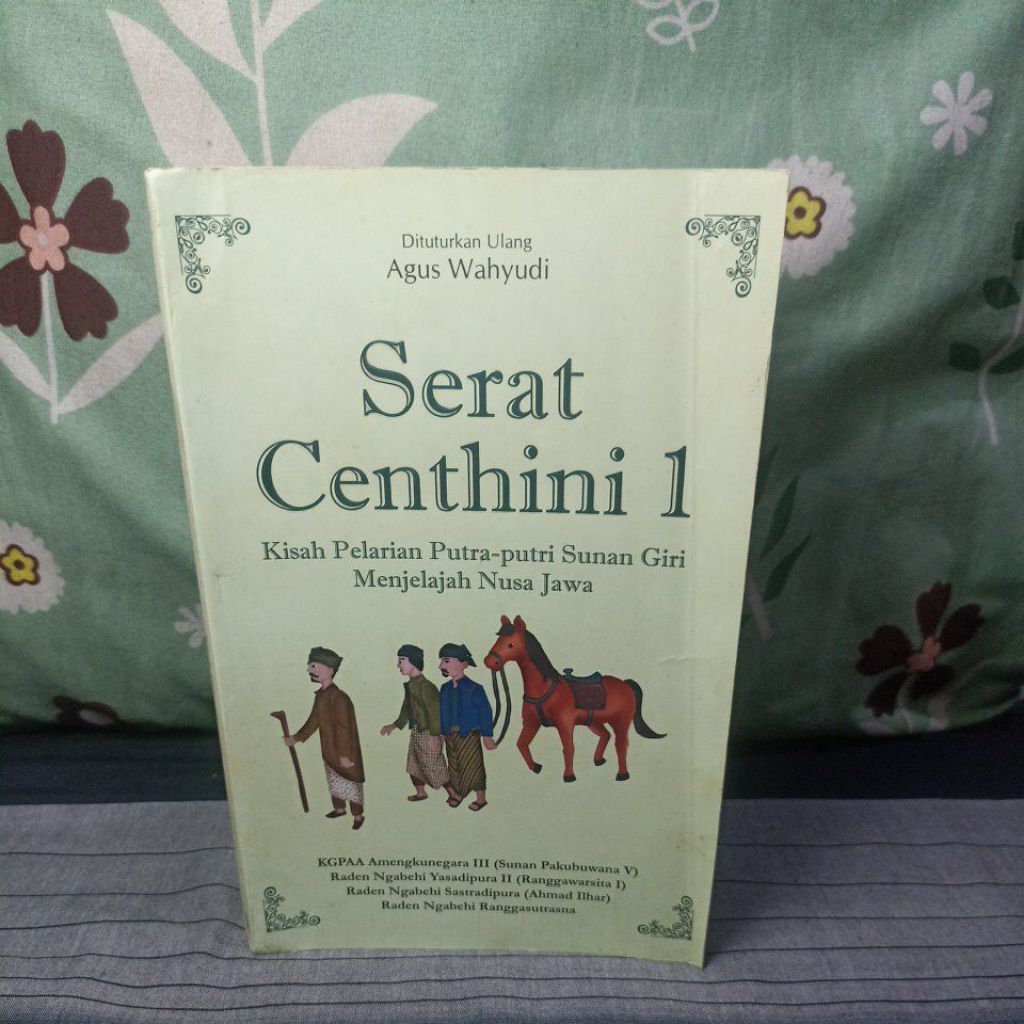 Dituturkan Ulang
Agus Wahyudi
Serat
Centhini 1
Kisah Pelarian Putra-putri Sunan Giri
Menjelajah Nusa Jawa
KGPAA Amengkunegara III (Sunan Pakubuwana V)
Raden Ngabehi Yasadipura II (Ranggawarsita I)
Raden Ngabehi Sastradipura (Ahmad Ilhar)
Raden Ngabehi Ranggasutrasna